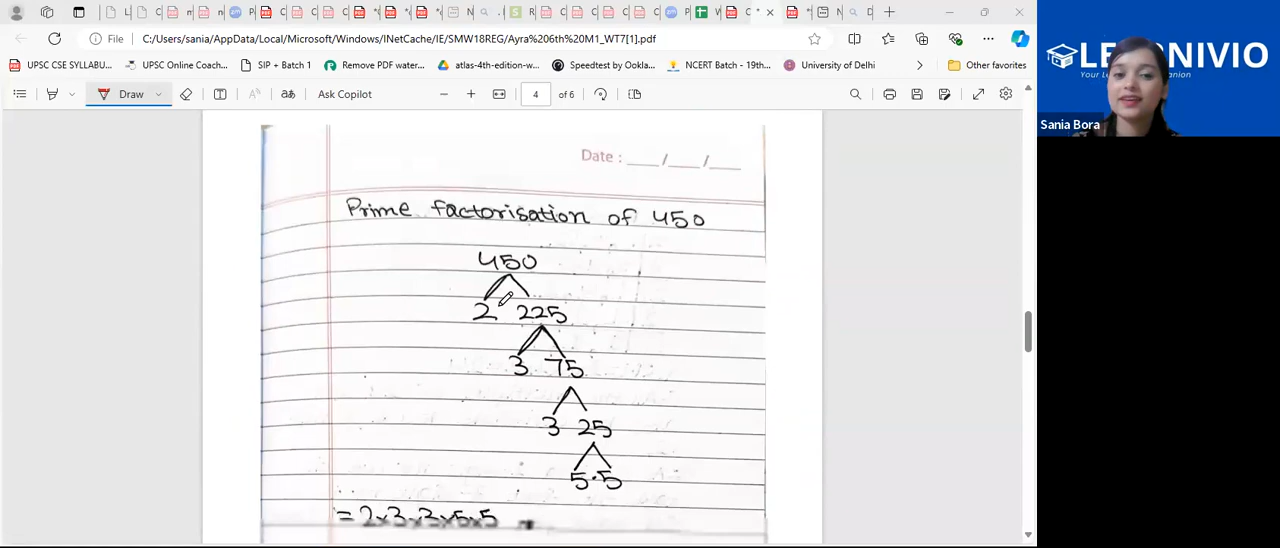 File C:/Users/sania/AppData/Local/Microsoft/Windows/INetCache/IE/SMW18REG/Ayra%206th%20M1_WT7[1].pdf
UPSC CSE SYLLABU... UPSC Online Coach... SIP + Batch 1 Remove PDF water... atlas-4th-edition-w... Speedtest by Ookla... NCERT Batch - 19th... University of Delhi Other favorites
Draw Ask Copilot 4 of 6
Sania Bora
Date : ___/___/___
Prime factorisation of 450
450
2 225
3 75
3 25
5 · 5
= 2×3×3×5×5